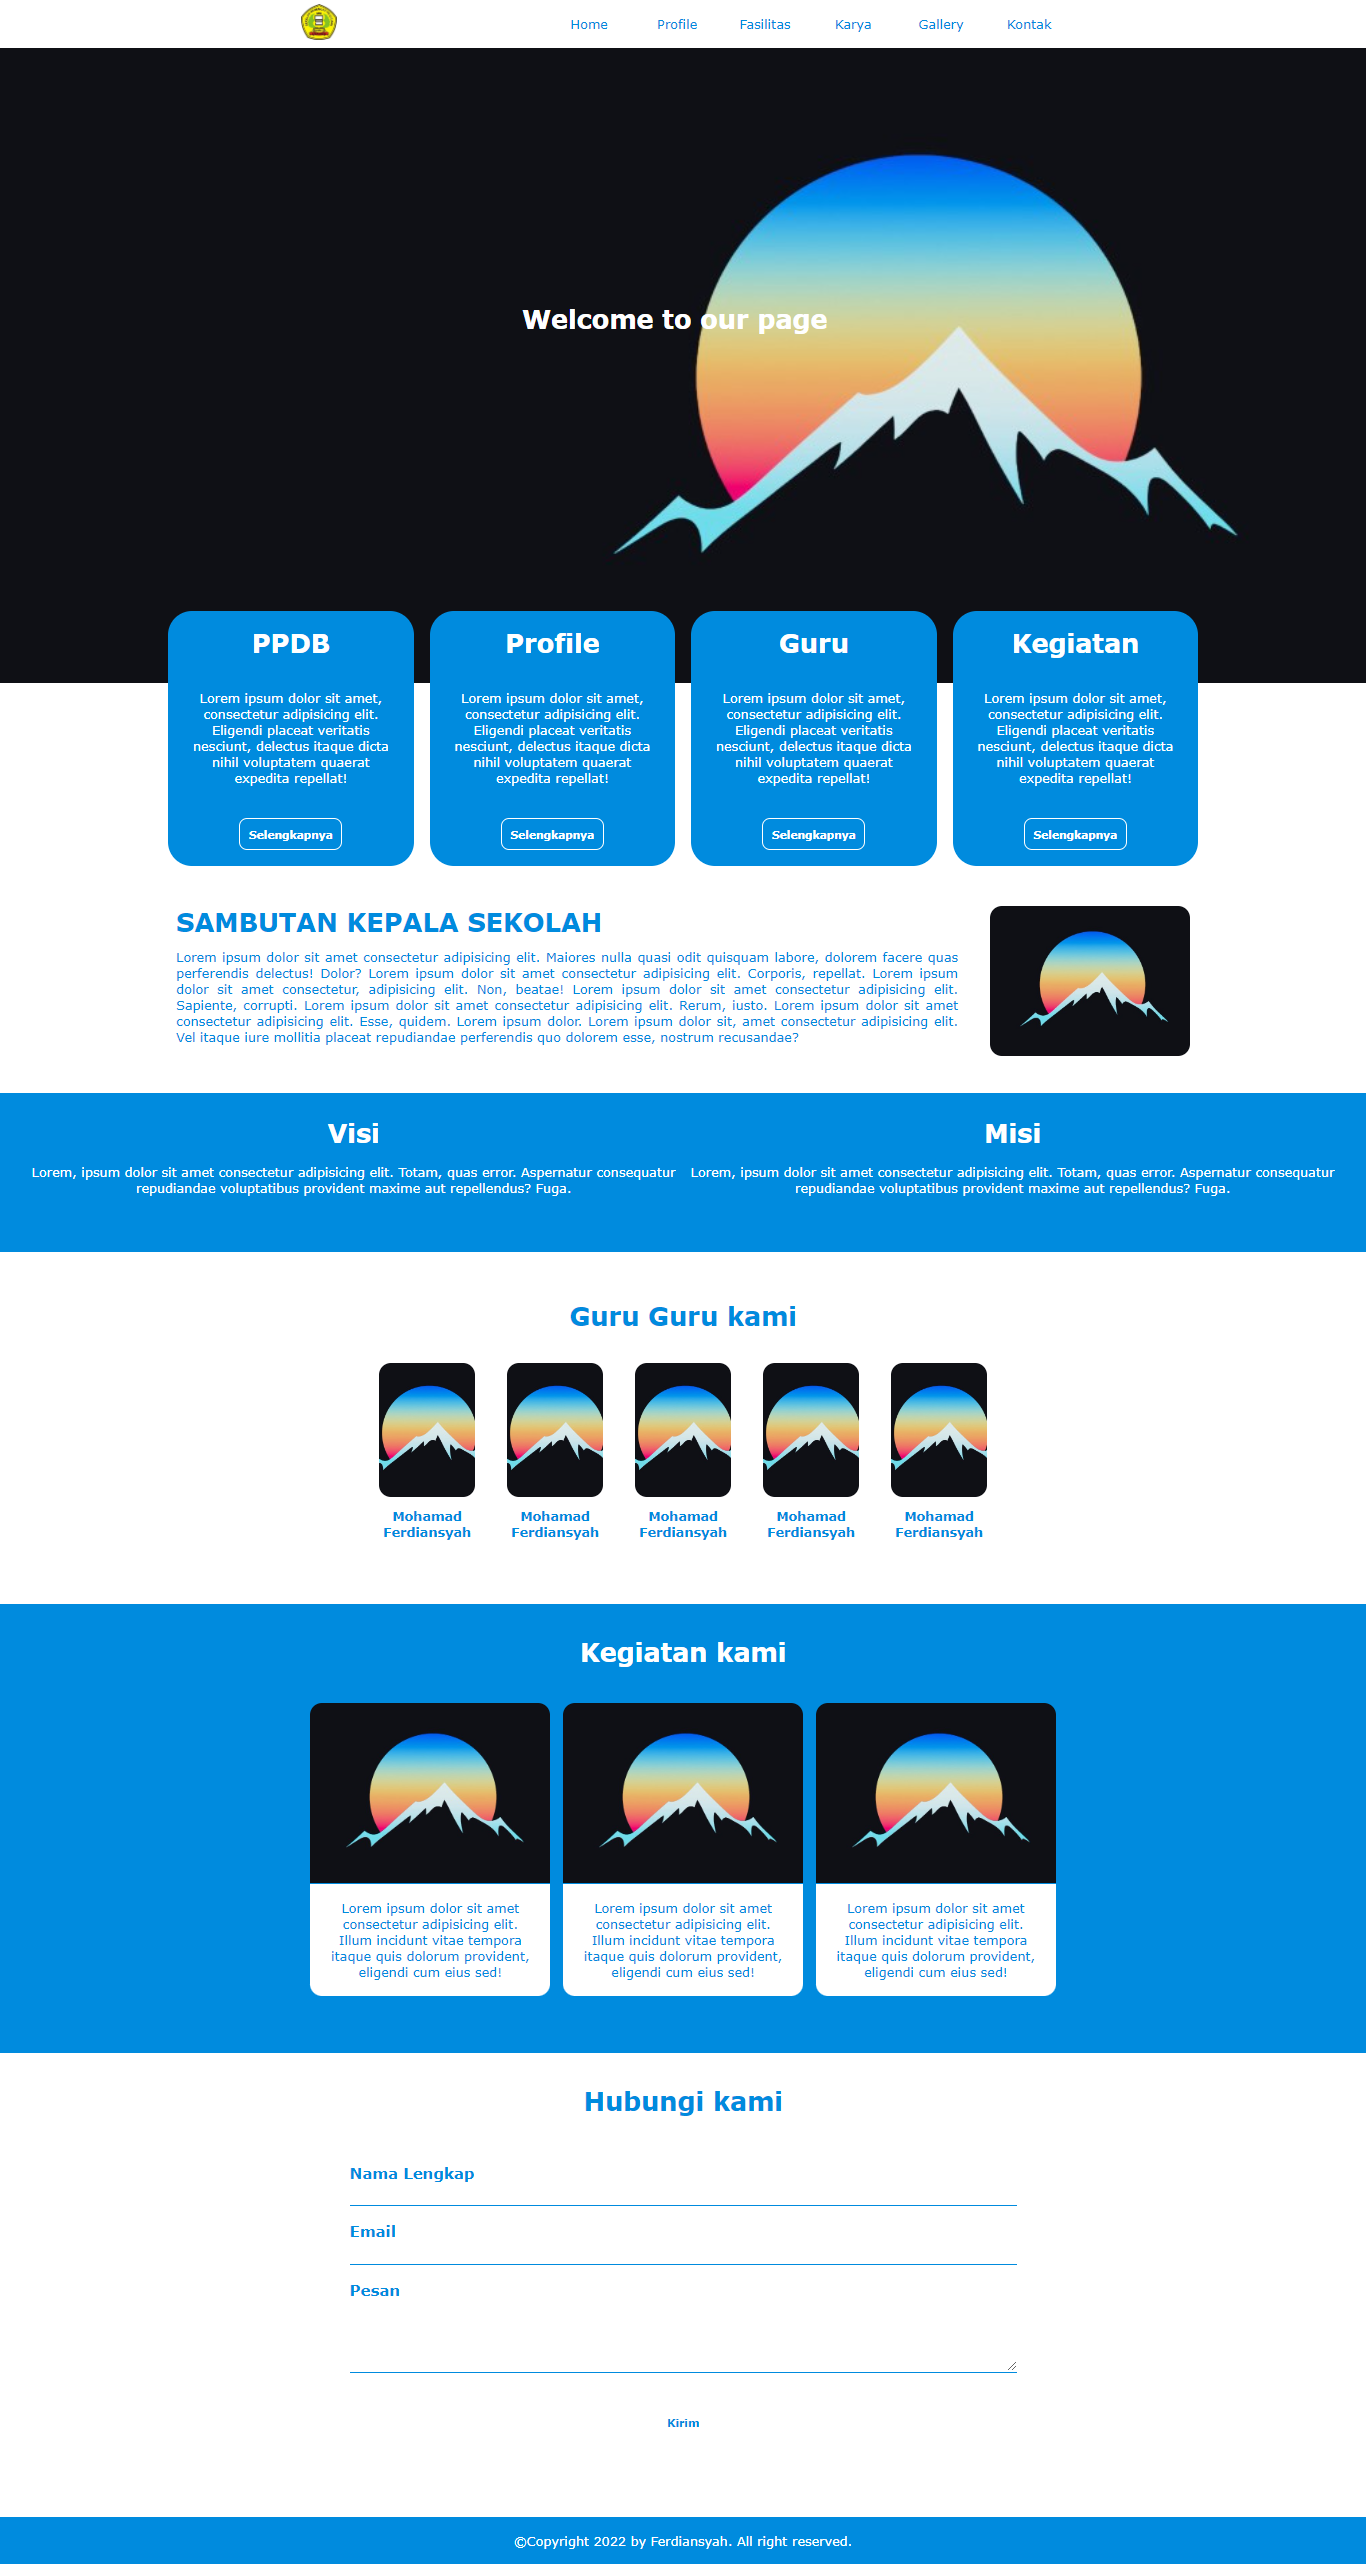 Home Profile Fasilitas Karya Gallery Kontak
Welcome to our page
PPDB
Lorem ipsum dolor sit amet,
consectetur adipisicing elit.
Eligendi placeat veritatis
nesciunt, delectus itaque dicta
nihil voluptatem quaerat
expedita repellat!
Selengkapnya
Profile
Lorem ipsum dolor sit amet,
consectetur adipisicing elit.
Eligendi placeat veritatis
nesciunt, delectus itaque dicta
nihil voluptatem quaerat
expedita repellat!
Selengkapnya
Guru
Lorem ipsum dolor sit amet,
consectetur adipisicing elit.
Eligendi placeat veritatis
nesciunt, delectus itaque dicta
nihil voluptatem quaerat
expedita repellat!
Selengkapnya
Kegiatan
Lorem ipsum dolor sit amet,
consectetur adipisicing elit.
Eligendi placeat veritatis
nesciunt, delectus itaque dicta
nihil voluptatem quaerat
expedita repellat!
Selengkapnya
SAMBUTAN KEPALA SEKOLAH
Lorem ipsum dolor sit amet consectetur adipisicing elit. Maiores nulla quasi odit quisquam labore, dolorem facere quas
perferendis delectus! Dolor? Lorem ipsum dolor sit amet consectetur adipisicing elit. Corporis, repellat. Lorem ipsum
dolor sit amet consectetur, adipisicing elit. Non, beatae! Lorem ipsum dolor sit amet consectetur adipisicing elit.
Sapiente, corrupti. Lorem ipsum dolor sit amet consectetur adipisicing elit. Rerum, iusto. Lorem ipsum dolor sit amet
consectetur adipisicing elit. Esse, quidem. Lorem ipsum dolor. Lorem ipsum dolor sit, amet consectetur adipisicing elit.
Vel itaque iure mollitia placeat repudiandae perferendis quo dolorem esse, nostrum recusandae?
Visi
Lorem, ipsum dolor sit amet consectetur adipisicing elit. Totam, quas error. Aspernatur consequatur
repudiandae voluptatibus provident maxime aut repellendus? Fuga.
Misi
Lorem, ipsum dolor sit amet consectetur adipisicing elit. Totam, quas error. Aspernatur consequatur
repudiandae voluptatibus provident maxime aut repellendus? Fuga.
Guru Guru kami
Mohamad
Ferdiansyah
Mohamad
Ferdiansyah
Mohamad
Ferdiansyah
Mohamad
Ferdiansyah
Mohamad
Ferdiansyah
Kegiatan kami
Lorem ipsum dolor sit amet
consectetur adipisicing elit.
Illum incidunt vitae tempora
itaque quis dolorum provident,
eligendi cum eius sed!
Lorem ipsum dolor sit amet
consectetur adipisicing elit.
Illum incidunt vitae tempora
itaque quis dolorum provident,
eligendi cum eius sed!
Lorem ipsum dolor sit amet
consectetur adipisicing elit.
Illum incidunt vitae tempora
itaque quis dolorum provident,
eligendi cum eius sed!
Hubungi kami
Nama Lengkap
Email
Pesan
Kirim
©Copyright 2022 by Ferdiansyah. All right reserved.